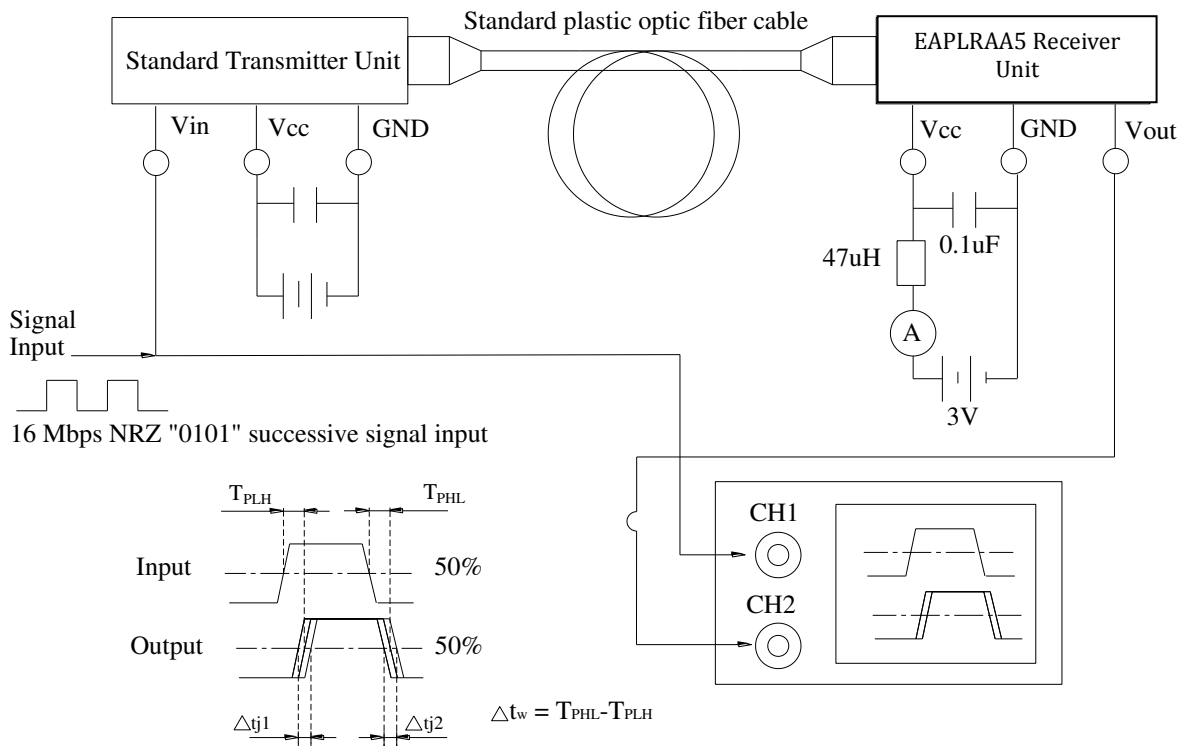 Standard plastic optic fiber cable
Standard Transmitter Unit
EAPLRAA5 Receiver
Unit
Vin
Vcc
GND
Vcc
GND
Vout
0.1uF
47uH
A
3V
Signal
Input
16 Mbps NRZ "0101" successive signal input
TPLH
TPHL
Input
50%
Output
50%
△tj1
△tj2
△tw = TPHL-TPLH
CH1
CH2